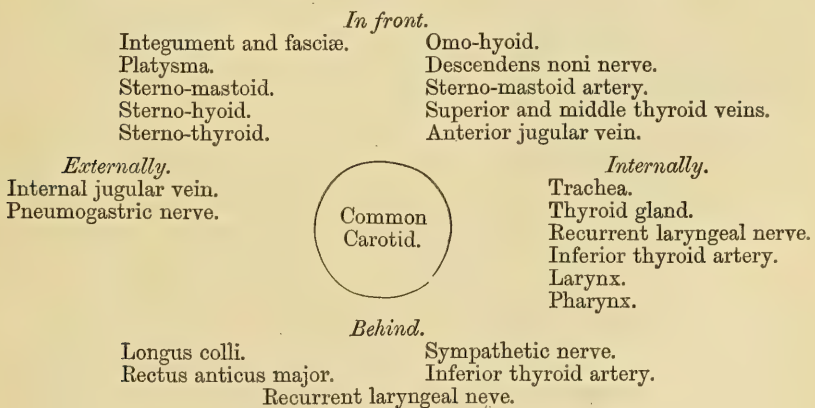 In front.
Integument and fasciæ. Omo-hyoid.
Platysma. Descendens noni nerve.
Sterno-mastoid. Sterno-mastoid artery.
Sterno-hyoid. Superior and middle thyroid veins.
Sterno-thyroid. Anterior jugular vein.
Externally.
Internal jugular vein.
Pneumogastric nerve.
Common
Carotid.
Internally.
Trachea.
Thyroid gland.
Recurrent laryngeal nerve.
Inferior thyroid artery.
Larynx.
Pharynx.
Behind.
Longus colli. Sympathetic nerve.
Rectus anticus major. Inferior thyroid artery.
Recurrent laryngeal neve.